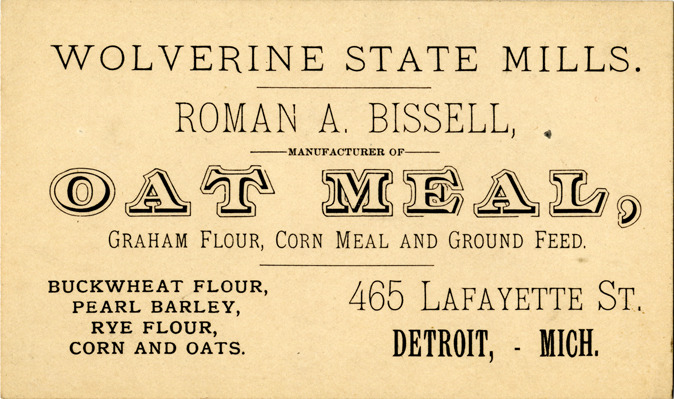 WOLVERINE STATE MILLS.
ROMAN A. BISSELL,
MANUFACTURER OF
OAT MEAL,
GRAHAM FLOUR, CORN MEAL AND GROUND FEED.
BUCKWHEAT FLOUR,
PEARL BARLEY,
RYE FLOUR,
CORN AND OATS.
465 LAFAYETTE ST.
DETROIT, - MICH.